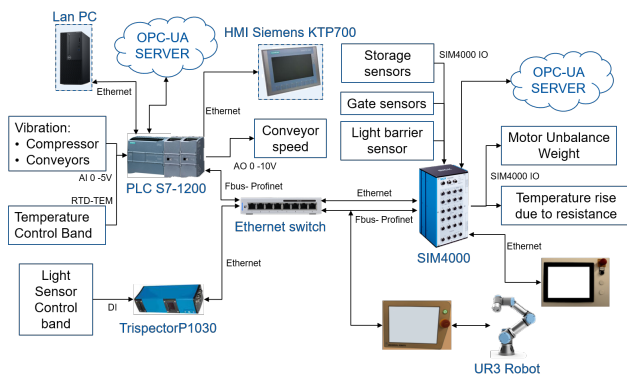 Lan PC
OPC-UA
SERVER
HMI Siemens KTP700
Storage
sensors
SIM4000 IO
OPC-UA
SERVER
Ethernet
Ethernet
Gate sensors
Vibration:
• Compressor
• Conveyors
Conveyor
speed
Light barrier
sensor
Motor Unbalance
Weight
AI 0 -5V
PLC S7-1200
AO 0 -10V
SIM4000 IO
RTD-TEM
Fbus- Profinet
Ethernet
Temperature
Control Band
Temperature rise
due to resistance
Fbus- Profinet
Ethernet switch
Ethernet
SIM4000
Ethernet
Light
Sensor
Control
band
DI
TrispectorP1030
UR3 Robot